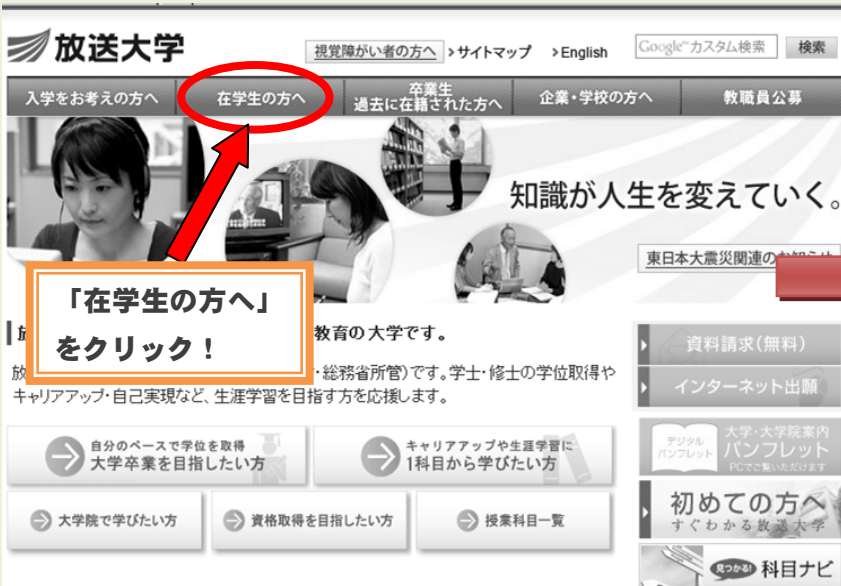 放送大学
視覚障がい者の方へ >サイトマップ >English Google™カスタム検索 検索
入学をお考えの方へ 在学生の方へ 卒業生 過去に在籍された方へ 企業・学校の方へ 教職員公募
知識が人生を変えていく。
東日本大震災関連の
「在学生の方へ」
をクリック！
教育の大学です。
放
・総務省所管)です。学士・修士の学位取得や
キャリアアップ・自己実現など、生涯学習を目指す方を応援します。
資料請求(無料)
インターネット出願
自分のペースで学位を取得
大学卒業を目指したい方
キャリアアップや生涯学習に
1科目から学びたい方
デジタル
パンフレット
大学・大学院案内
パンフレット
PCでご覧いただけます
大学院で学びたい方 資格取得を目指したい方 授業科目一覧
初めての方へ
すぐわかる放送大学
見つかる! 科目ナビ